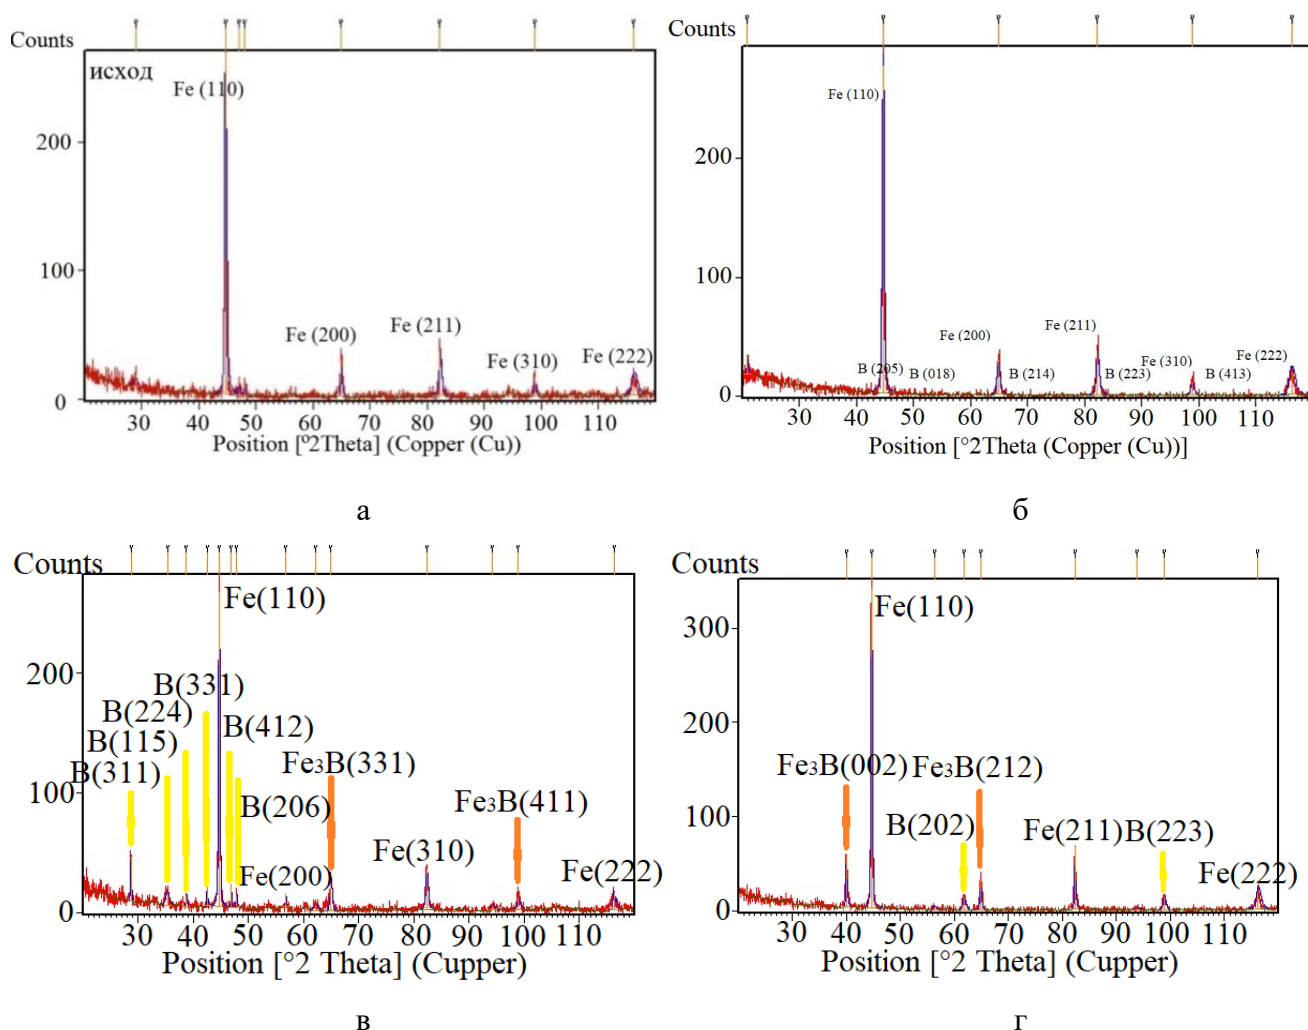 Counts
исход
Fe (110)
200
100
0
Fe (200)
Fe (211)
Fe (310)
Fe (222)
30 40 50 60 70 80 90 100 110
Position [°2Theta] (Copper (Cu))
а
Counts
Fe (110)
200
100
0
Fe (200)
Fe (211)
Fe (310)
Fe (222)
B (205)
B (018)
B (214)
B (223)
B (413)
30 40 50 60 70 80 90 100 110
Position [°2Theta (Copper (Cu))]
б
Counts
Fe(110)
200
B(331)
B(224)
B(412)
B(115)
B(311)
Fe₃B(331)
100
B(206)
Fe₃B(411)
Fe(310)
Fe(200)
Fe(222)
0
30 40 50 60 70 80 90 100 110
Position [°2 Theta] (Cupper)
в
Counts
Fe(110)
300
200
Fe₃B(002)
Fe₃B(212)
100
B(202)
Fe(211)
B(223)
Fe(222)
0
30 40 50 60 70 80 90 100 110
Position [°2 Theta] (Cupper)
г